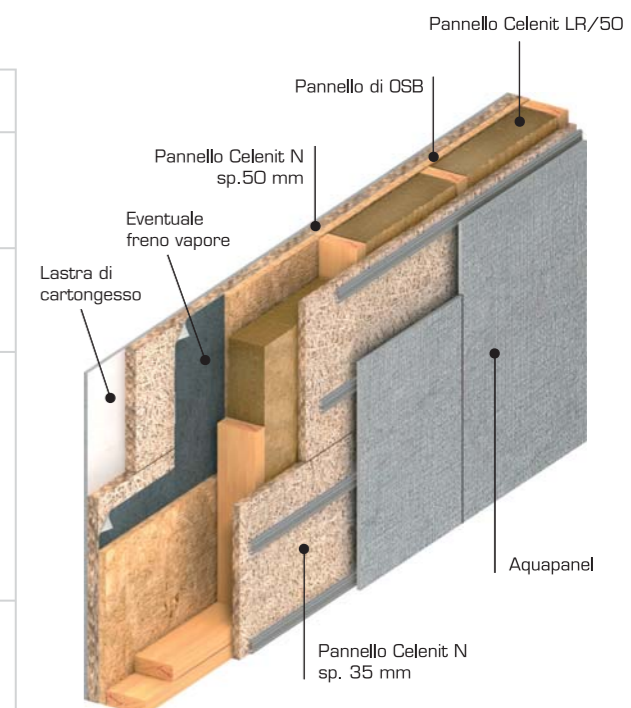 Pannello Celenit LR/50
Pannello di OSB
Pannello Celenit N
sp.50 mm
Eventuale
freno vapore
Lastra di
cartongesso
Aquapanel
Pannello Celenit N
sp. 35 mm